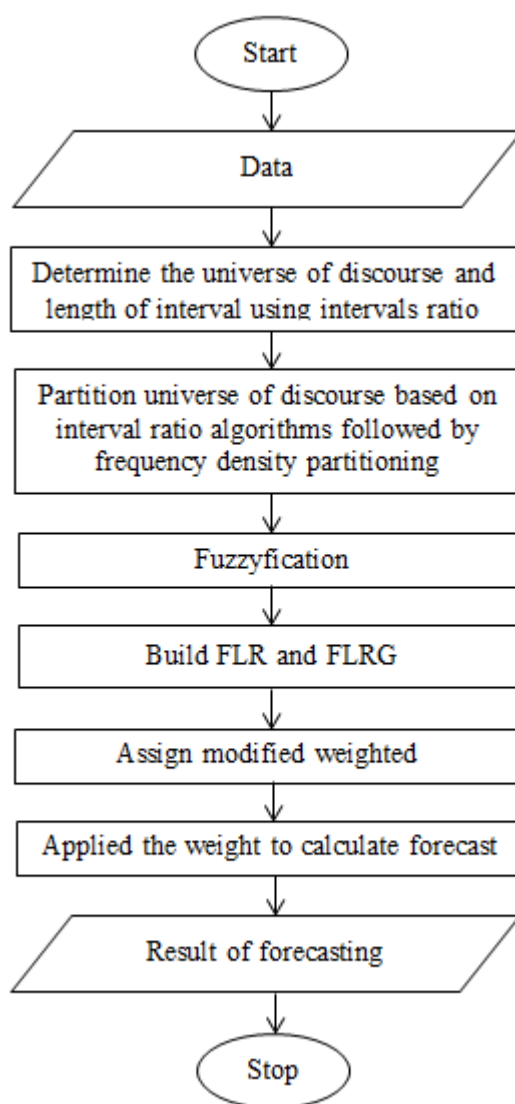 Start
Data
Determine the universe of discourse and
length of interval using intervals ratio
Partition universe of discourse based on
interval ratio algorithms followed by
frequency density partitioning
Fuzzyfication
Build FLR and FLRG
Assign modified weighted
Applied the weight to calculate forecast
Result of forecasting
Stop